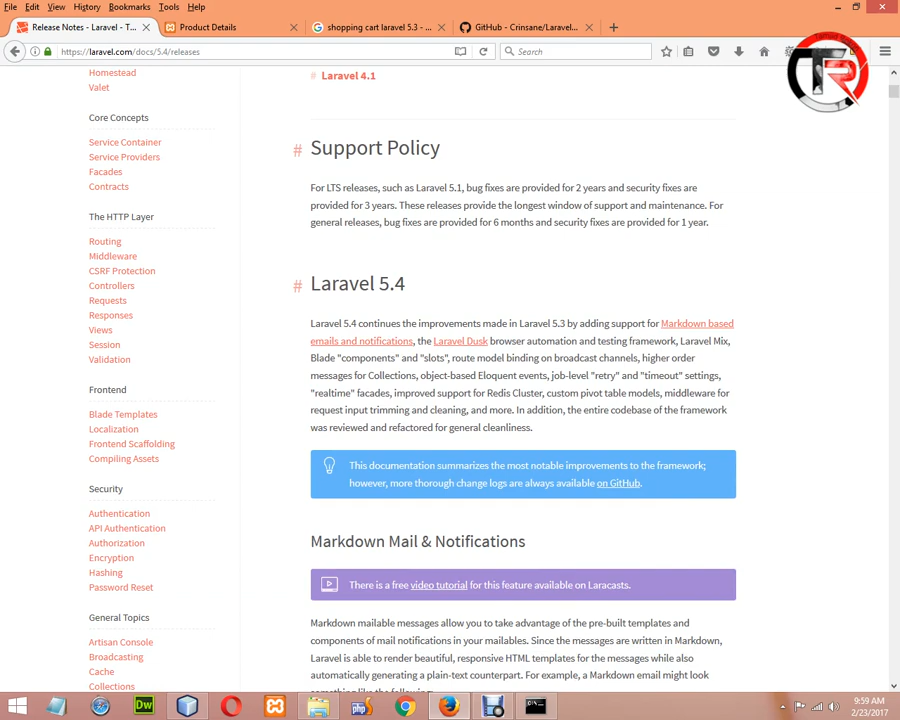 File Edit View History Bookmarks Tools Help
Release Notes - Laravel - T...
Product Details
shopping cart laravel 5.3 - ...
GitHub - Crinsane/Laravel...
https://laravel.com/docs/5.4/releases
Search
Homestead
Valet
Core Concepts
Service Container
Service Providers
Facades
Contracts
The HTTP Layer
Routing
Middleware
CSRF Protection
Controllers
Requests
Responses
Views
Session
Validation
Frontend
Blade Templates
Localization
Frontend Scaffolding
Compiling Assets
Security
Authentication
API Authentication
Authorization
Encryption
Hashing
Password Reset
General Topics
Artisan Console
Broadcasting
Cache
Collections
# Laravel 4.1
# Support Policy
For LTS releases, such as Laravel 5.1, bug fixes are provided for 2 years and security fixes are
provided for 3 years. These releases provide the longest window of support and maintenance. For
general releases, bug fixes are provided for 6 months and security fixes are provided for 1 year.
# Laravel 5.4
Laravel 5.4 continues the improvements made in Laravel 5.3 by adding support for Markdown based
emails and notifications, the Laravel Dusk browser automation and testing framework, Laravel Mix,
Blade "components" and "slots", route model binding on broadcast channels, higher order
messages for Collections, object-based Eloquent events, job-level "retry" and "timeout" settings,
"realtime" facades, improved support for Redis Cluster, custom pivot table models, middleware for
request input trimming and cleaning, and more. In addition, the entire codebase of the framework
was reviewed and refactored for general cleanliness.
This documentation summarizes the most notable improvements to the framework;
however, more thorough change logs are always available on GitHub.
Markdown Mail & Notifications
There is a free video tutorial for this feature available on Laracasts.
Markdown mailable messages allow you to take advantage of the pre-built templates and
components of mail notifications in your mailables. Since the messages are written in Markdown,
Laravel is able to render beautiful, responsive HTML templates for the messages while also
automatically generating a plain-text counterpart. For example, a Markdown email might look
something like the following:
TR
Dw
php
9:59 AM
2/23/2017